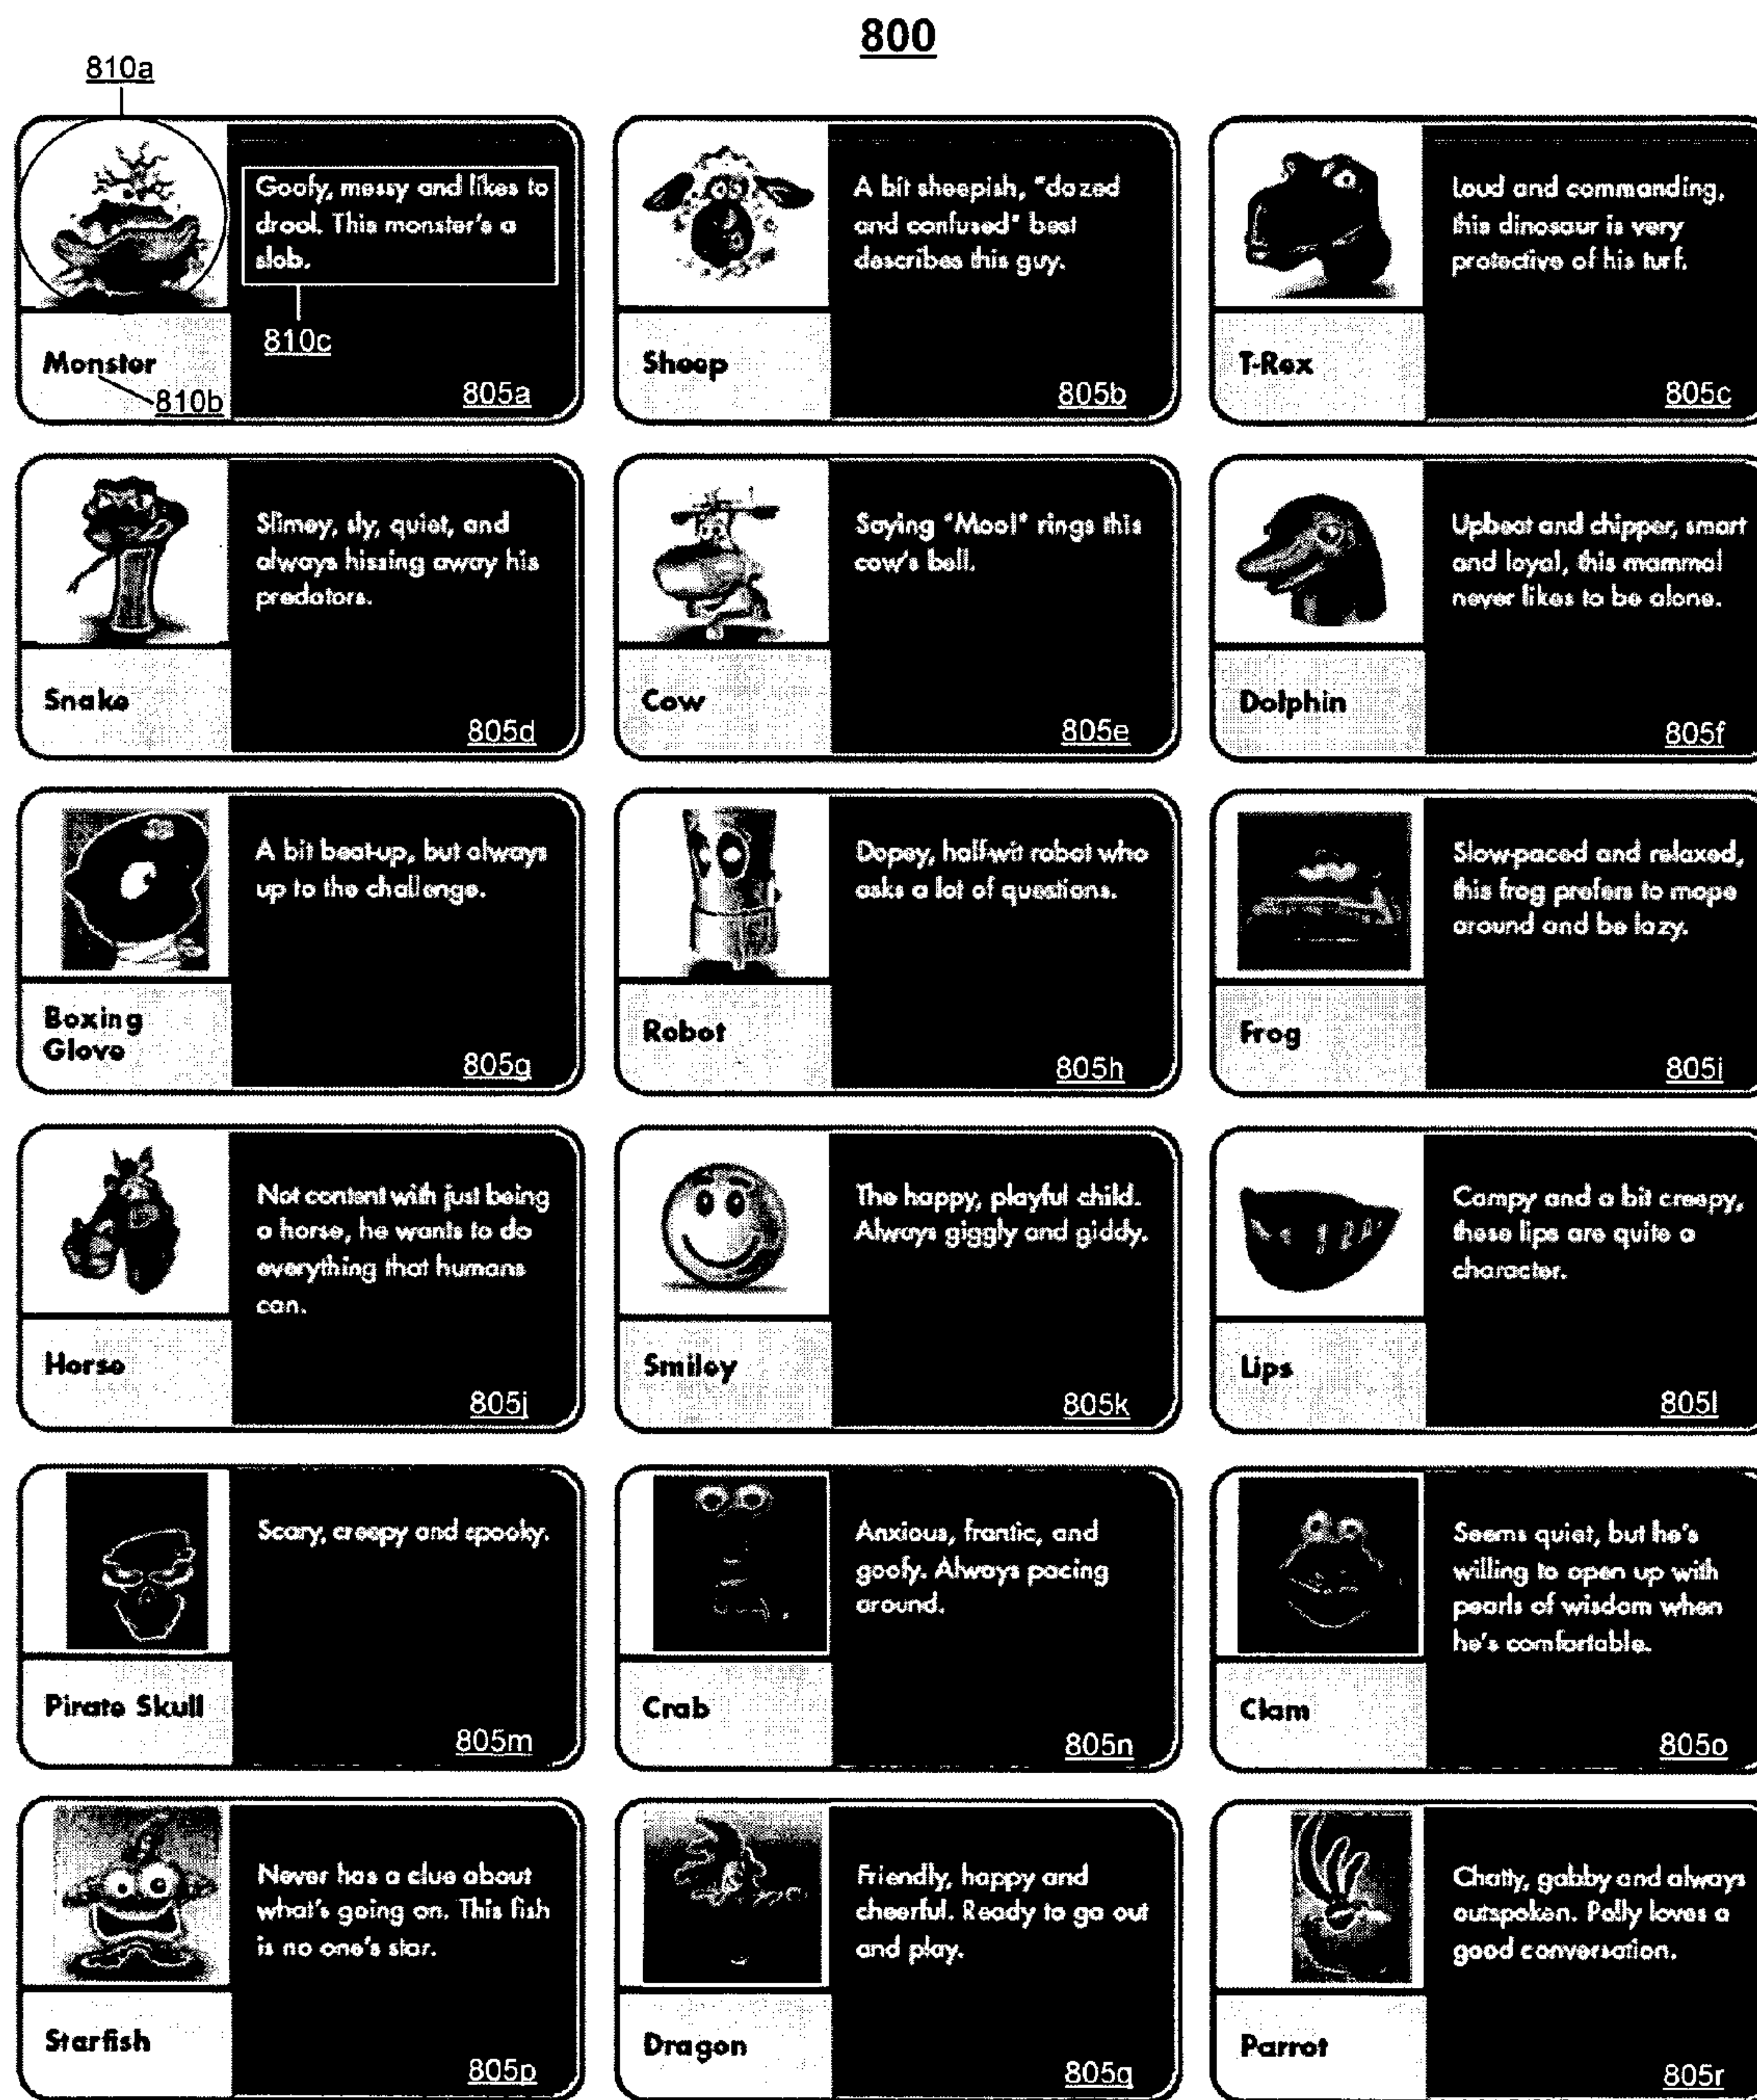 800
810a
Goofy, messy and likes to
drool. This monster's a
slob.
810c
Monster
810b
805a
A bit sheepish, "dazed
and confused" best
describes this guy.
Sheep
805b
Loud and commanding,
this dinosaur is very
protective of his turf.
T-Rex
805c
Slimey, sly, quiet, and
always hissing away his
predators.
Snake
805d
Saying "Moo!" rings this
cow's bell.
Cow
805e
Upbeat and chipper, smart
and loyal, this mammal
never likes to be alone.
Dolphin
805f
A bit beat-up, but always
up to the challenge.
Boxing
Glove
805g
Dopey, half-wit robot who
asks a lot of questions.
Robot
805h
Slow-paced and relaxed,
this frog prefers to mope
around and be lazy.
Frog
805i
Not content with just being
a horse, he wants to do
everything that humans
can.
Horse
805j
The happy, playful child.
Always giggly and giddy.
Smiley
805k
Campy and a bit creepy,
these lips are quite a
character.
Lips
805l
Scary, creepy and spooky.
Pirate Skull
805m
Anxious, frantic, and
goofy. Always pacing
around.
Crab
805n
Seems quiet, but he's
willing to open up with
pearls of wisdom when
he's comfortable.
Clam
805o
Never has a clue about
what's going on. This fish
is no one's star.
Starfish
805p
Friendly, happy and
cheerful. Ready to go out
and play.
Dragon
805q
Chatty, gabby and always
outspoken. Polly loves a
good conversation.
Parrot
805r